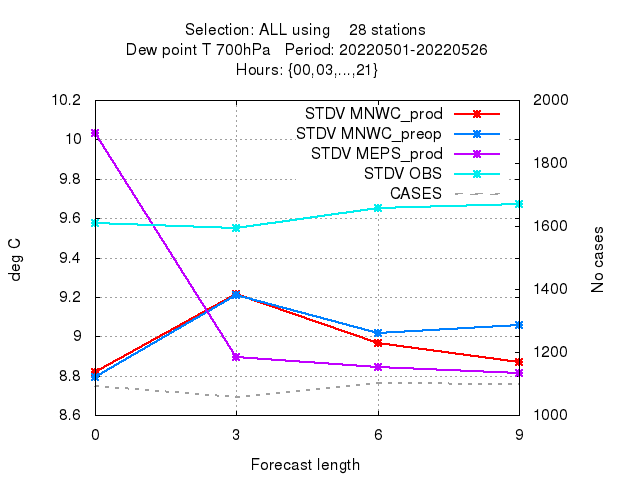 Selection: ALL using    28 stations
Dew point T 700hPa   Period: 20220501-20220526
Hours: {00,03,...,21}
STDV MNWC_prod
STDV MNWC_preop
STDV MEPS_prod
STDV OBS
CASES
deg C
10.2
10
9.8
9.6
9.4
9.2
9
8.8
8.6
2000
1800
1600
1400
1200
1000
No cases
0 3 6 9
Forecast length